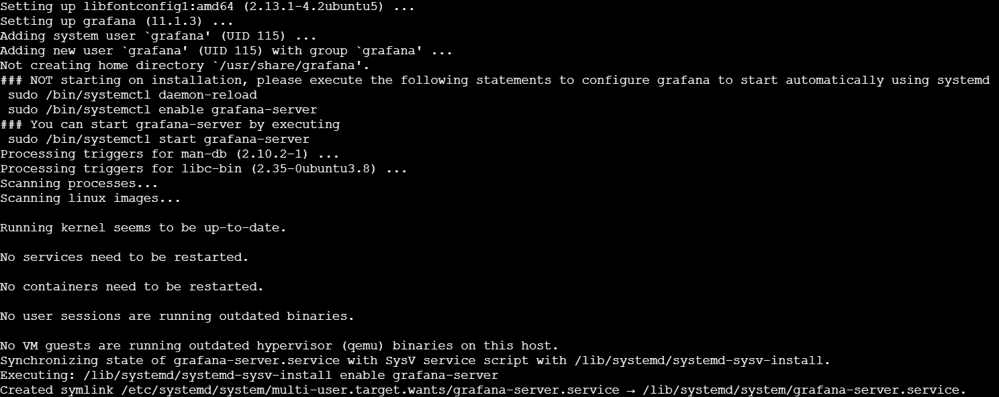 Setting up libfontconfig1:amd64 (2.13.1-4.2ubuntu5) ...
Setting up grafana (11.1.3) ...
Adding system user `grafana' (UID 115) ...
Adding new user `grafana' (UID 115) with group `grafana' ...
Not creating home directory `/usr/share/grafana'.
### NOT starting on installation, please execute the following statements to configure grafana to start automatically using systemd
 sudo /bin/systemctl daemon-reload
 sudo /bin/systemctl enable grafana-server
### You can start grafana-server by executing
 sudo /bin/systemctl start grafana-server
Processing triggers for man-db (2.10.2-1) ...
Processing triggers for libc-bin (2.35-0ubuntu3.8) ...
Scanning processes...
Scanning linux images...
Running kernel seems to be up-to-date.
No services need to be restarted.
No containers need to be restarted.
No user sessions are running outdated binaries.
No VM guests are running outdated hypervisor (qemu) binaries on this host.
Synchronizing state of grafana-server.service with SysV service script with /lib/systemd/systemd-sysv-install.
Executing: /lib/systemd/systemd-sysv-install enable grafana-server
Created symlink /etc/systemd/system/multi-user.target.wants/grafana-server.service → /lib/systemd/system/grafana-server.service.